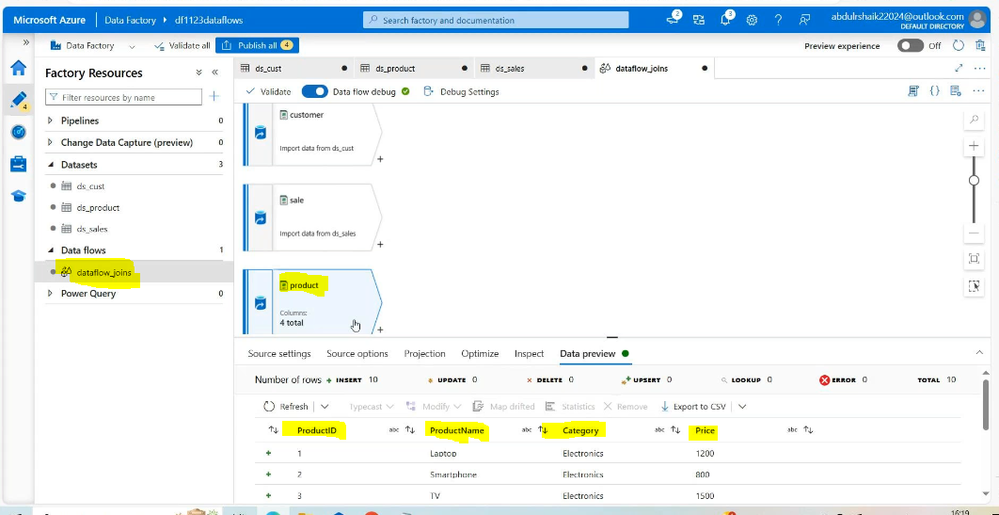 Microsoft Azure
Data Factory
df1123dataflows
Search factory and documentation
2
3
abdulrshaik22024@outlook.com
DEFAULT DIRECTORY
Data Factory
Validate all
Publish all 4
Preview experience
Off
Factory Resources
ds_cust
ds_product
ds_sales
dataflow_joins
Filter resources by name
Validate
Data flow debug
Debug Settings
4
Pipelines 0
Change Data Capture (preview) 0
Datasets 3
ds_cust
ds_product
ds_sales
Data flows 1
dataflow_joins
Power Query 0
customer
Import data from ds_cust
+
sale
Import data from ds_sales
+
product
Columns:
4 total
+
Source settings
Source options
Projection
Optimize
Inspect
Data preview
Number of rows + INSERT 10
UPDATE 0
DELETE 0
UPSERT 0
LOOKUP 0
ERROR 0
TOTAL 10
Refresh
Typecast
Modify
Map drifted
Statistics
Remove
Export to CSV
ProductID abc
ProductName abc
Category abc
Price abc
+ 1 Laptop Electronics 1200
+ 2 Smartphone Electronics 800
+ 3 TV Electronics 1500
16:19